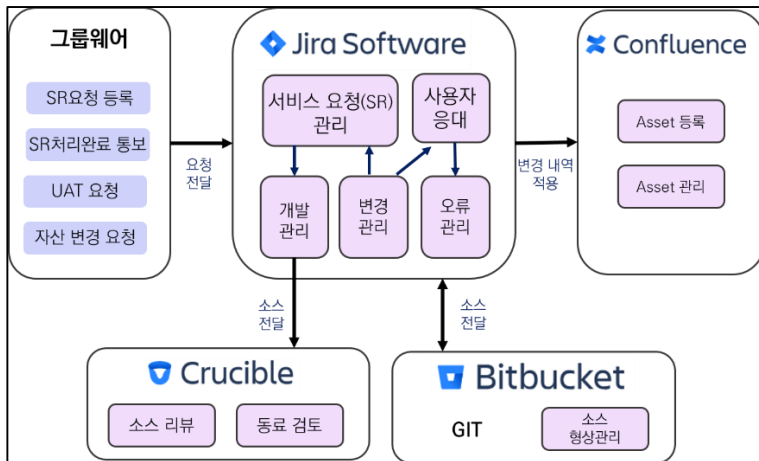 그룹웨어
SR요청 등록
SR처리완료 통보
UAT 요청
자산 변경 요청
요청
전달
Jira Software
서비스 요청(SR)
관리
사용자
응대
개발
관리
변경
관리
오류
관리
변경 내역
적용
Confluence
Asset 등록
Asset 관리
소스
전달
소스
전달
Crucible
소스 리뷰
동료 검토
Bitbucket
GIT
소스
형상관리